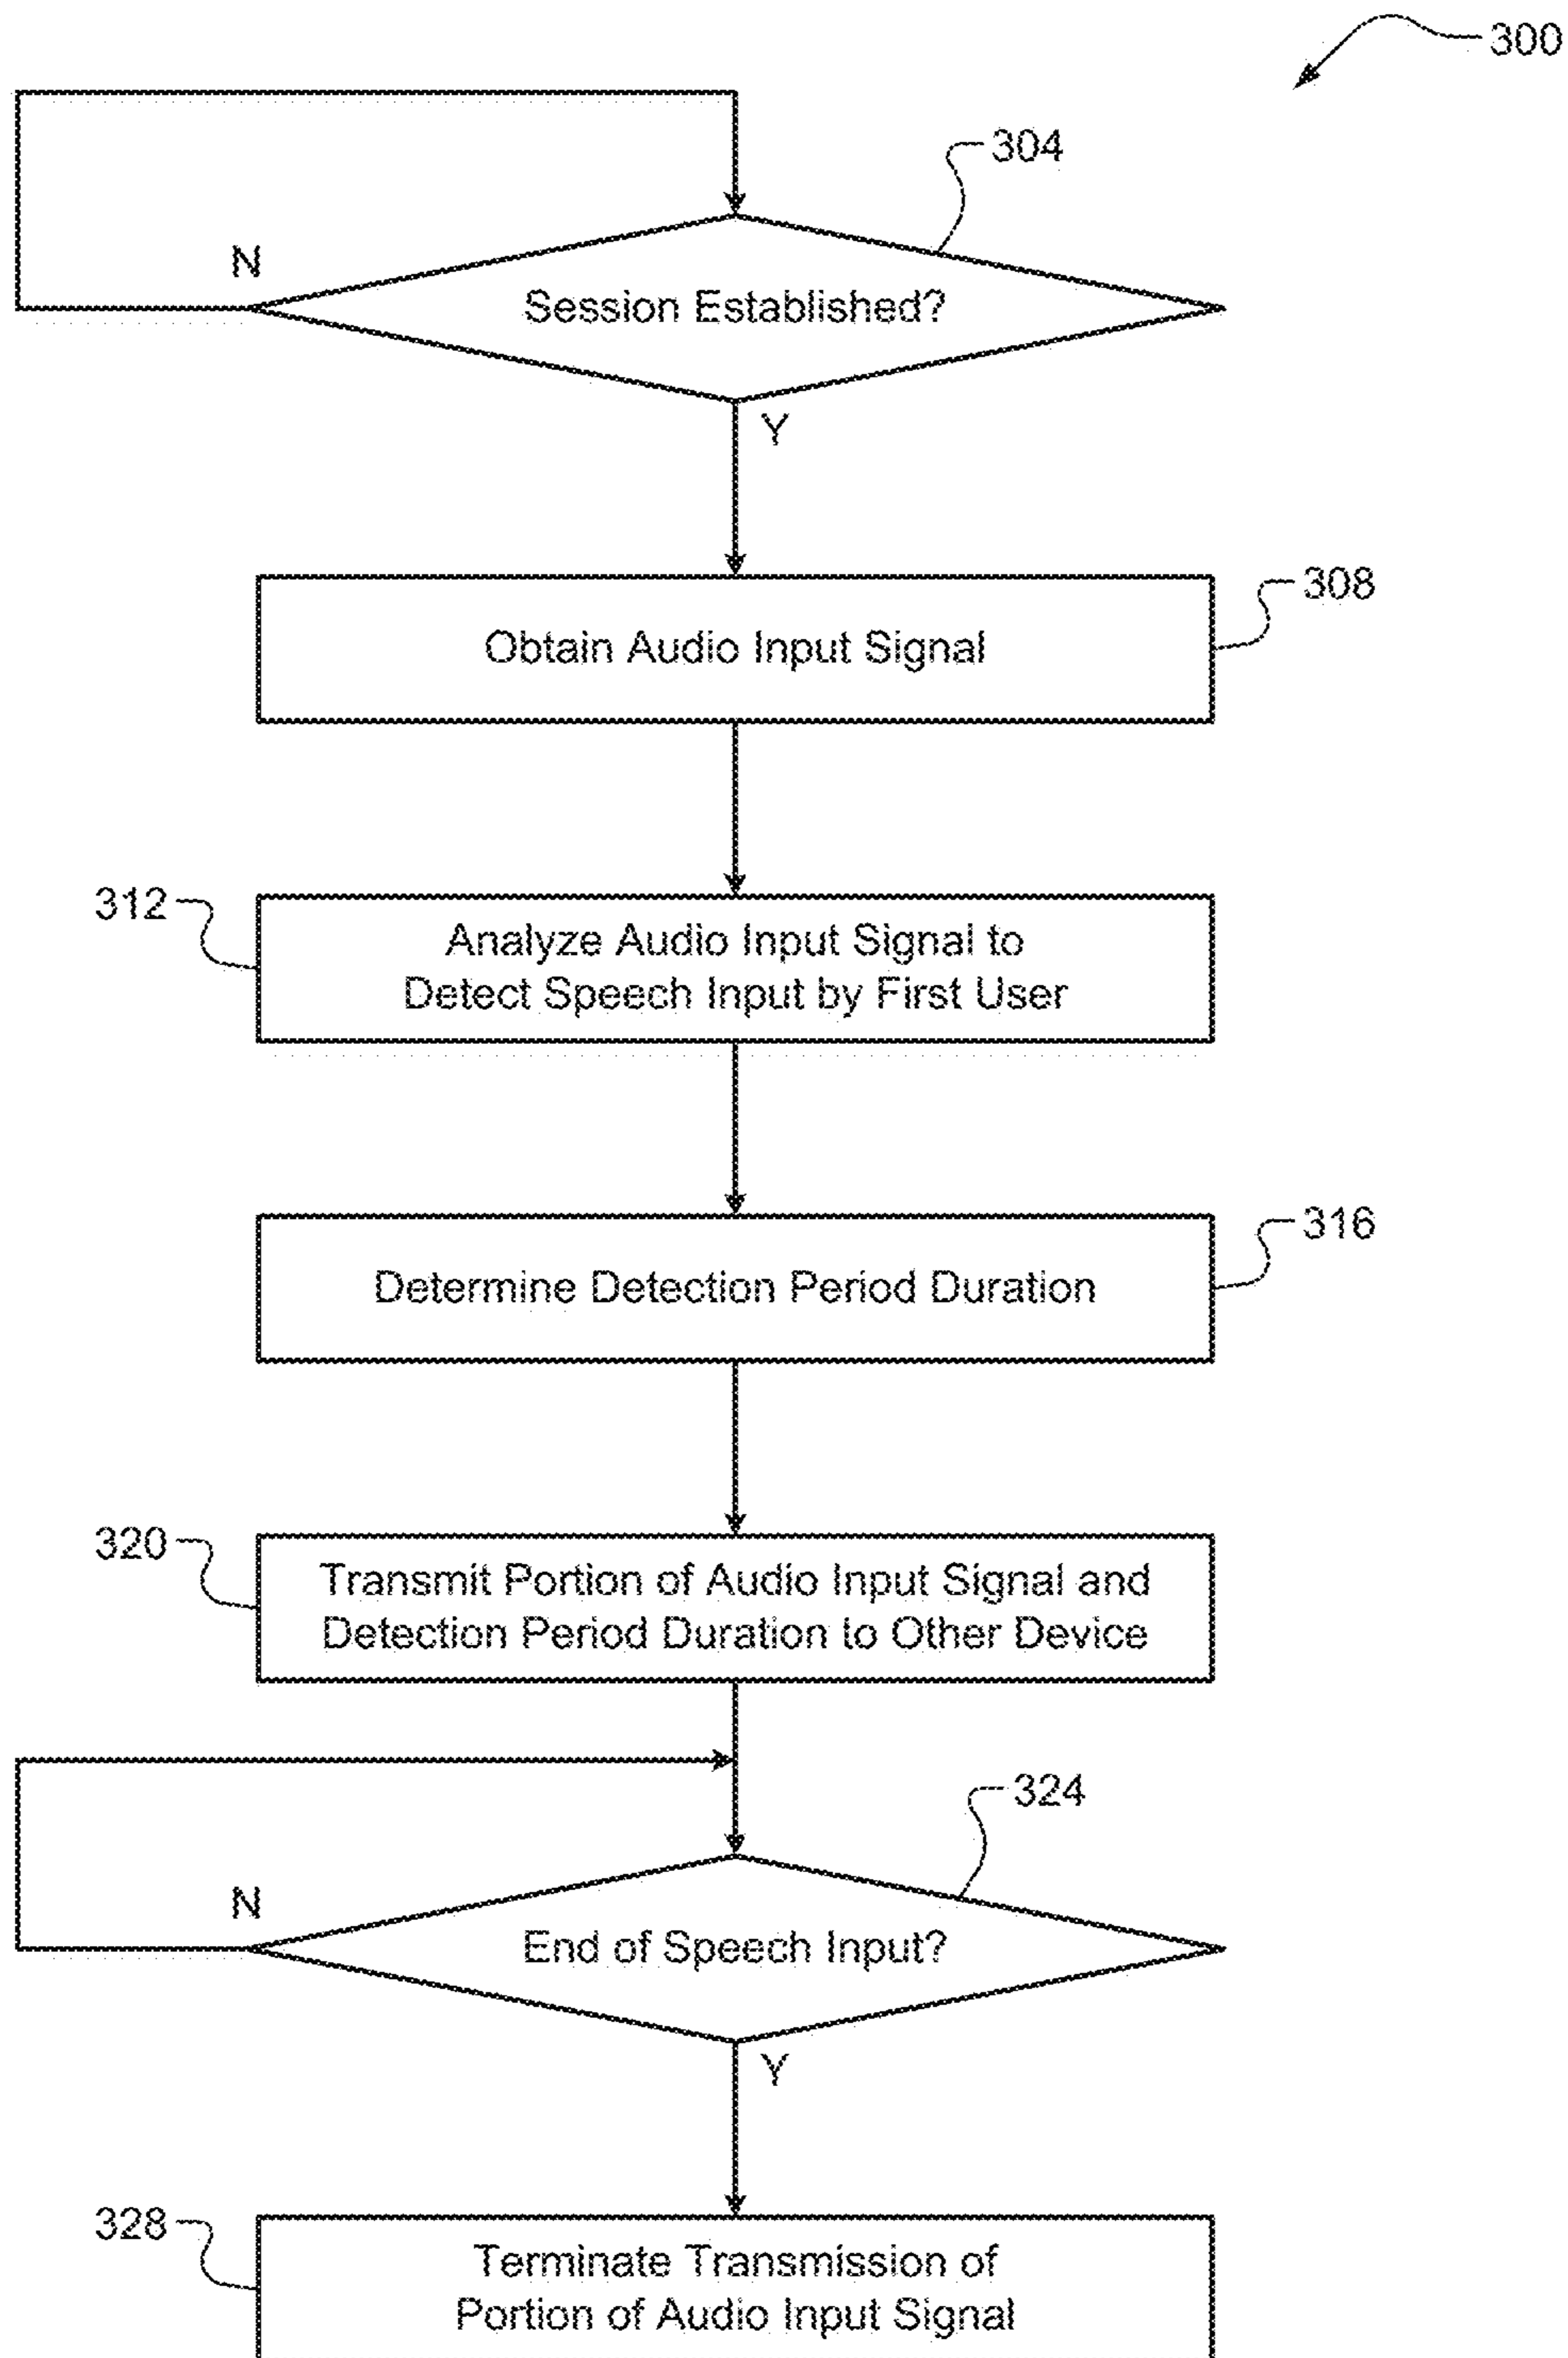 300
304
N
Session Established?
Y
308
Obtain Audio Input Signal
312
Analyze Audio Input Signal to
Detect Speech Input by First User
316
Determine Detection Period Duration
320
Transmit Portion of Audio Input Signal and
Detection Period Duration to Other Device
324
N
End of Speech Input?
Y
328
Terminate Transmission of
Portion of Audio Input Signal